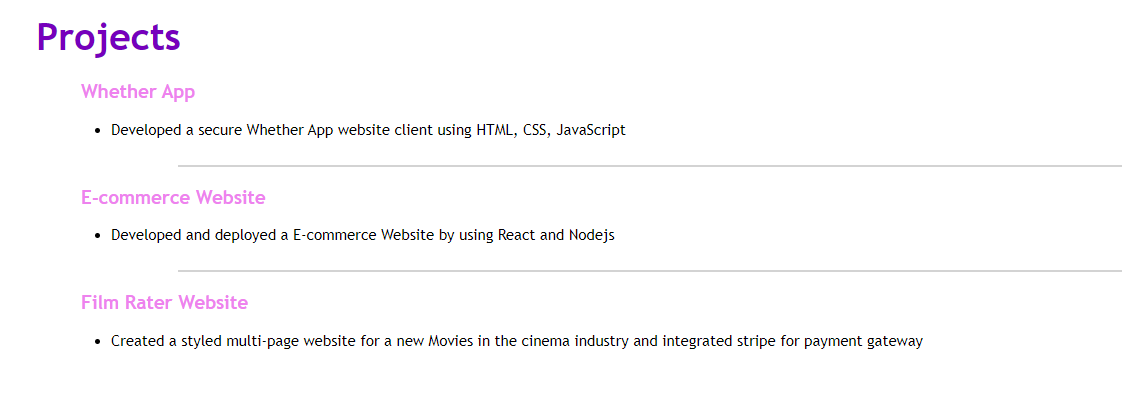 Projects
Whether App
Developed a secure Whether App website client using HTML, CSS, JavaScript
E-commerce Website
Developed and deployed a E-commerce Website by using React and Nodejs
Film Rater Website
Created a styled multi-page website for a new Movies in the cinema industry and integrated stripe for payment gateway